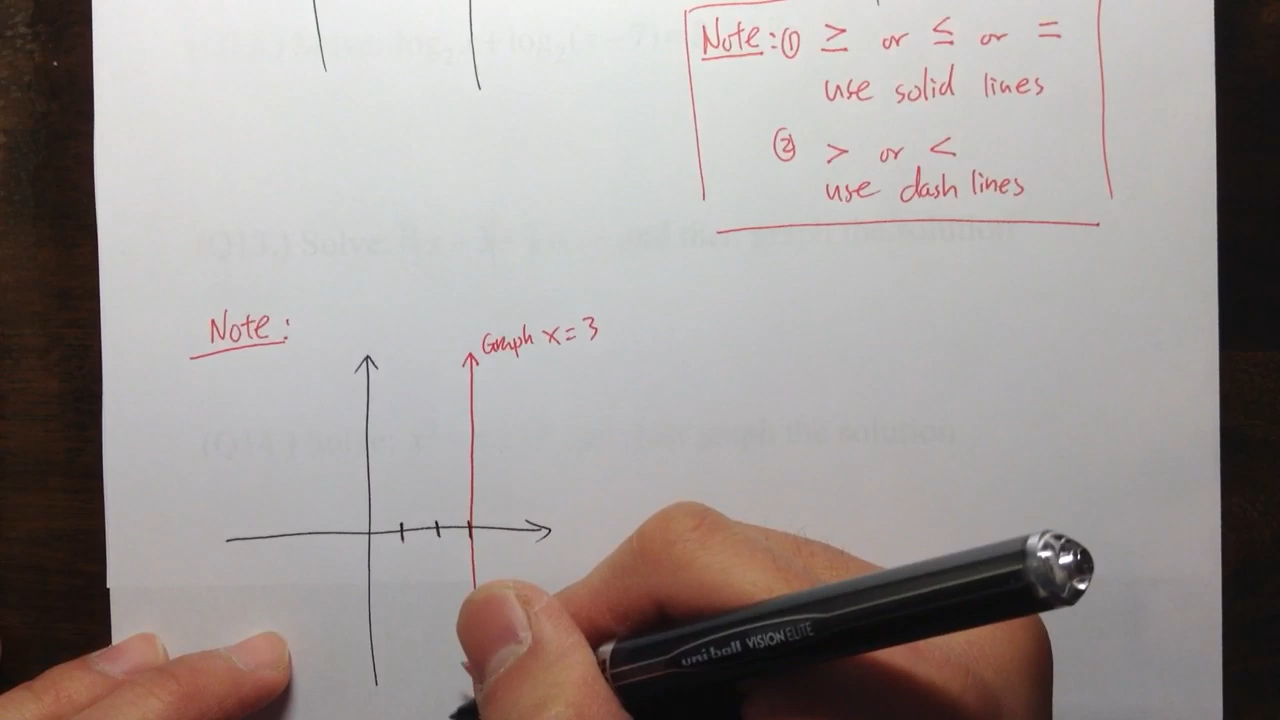 Note: ① ≥ or ≤ or =
use solid lines
② > or <
use dash lines
Note:
Graph x = 3
uni-ball VISION ELITE